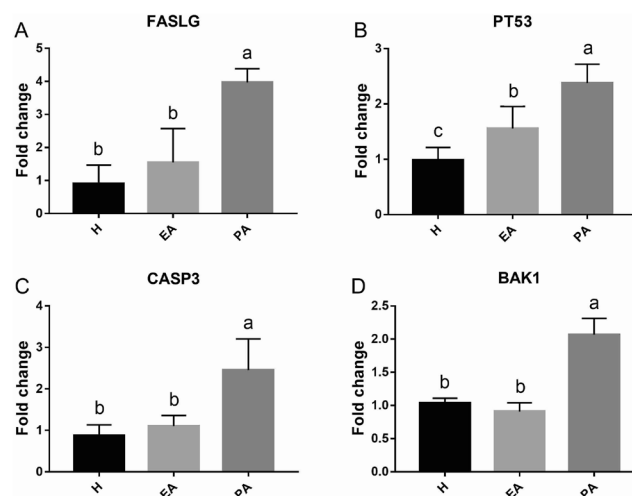 A
FASLG
Fold change
5
4
3
2
1
0
b
b
a
H
EA
PA
B
PT53
Fold change
3
2
1
0
c
b
a
H
EA
PA
C
CASP3
Fold change
4
3
2
1
0
b
b
a
H
EA
PA
D
BAK1
Fold change
2.5
2.0
1.5
1.0
0.5
0.0
b
b
a
H
EA
PA